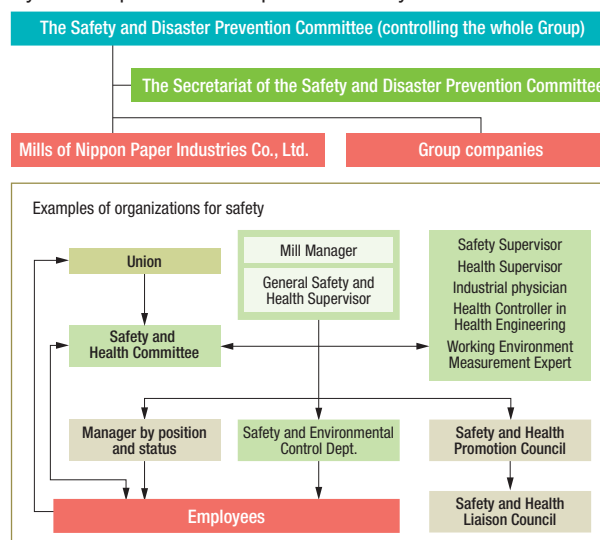 The Safety and Disaster Prevention Committee (controlling the whole Group)
The Secretariat of the Safety and Disaster Prevention Committee
Mills of Nippon Paper Industries Co., Ltd.
Group companies
Examples of organizations for safety
Union
Mill Manager
General Safety and
Health Supervisor
Safety Supervisor
Health Supervisor
Industrial physician
Health Controller in
Health Engineering
Working Environment
Measurement Expert
Safety and
Health Committee
Manager by position
and status
Safety and Environmental
Control Dept.
Safety and Health
Promotion Council
Employees
Safety and Health
Liaison Council